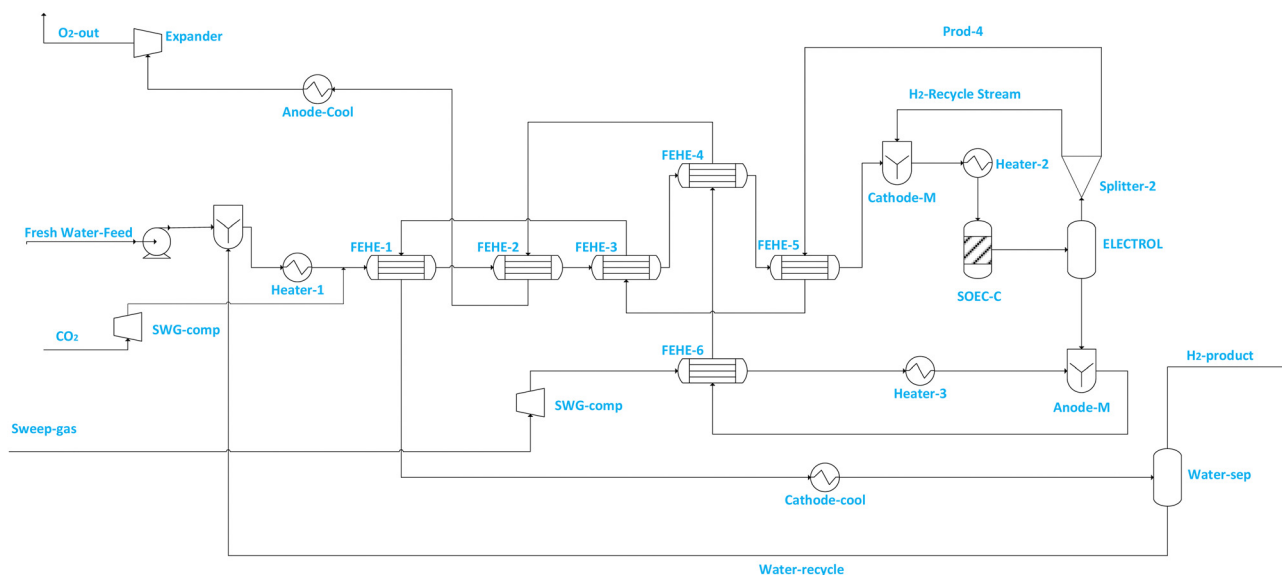 O2-out
Expander
Prod-4
Anode-Cool
H2-Recycle Stream
FEHE-4
Heater-2
Cathode-M
Splitter-2
Fresh Water-Feed
FEHE-1
FEHE-2
FEHE-3
FEHE-5
ELECTROL
Heater-1
SOEC-C
CO2
SWG-comp
FEHE-6
H2-product
Heater-3
SWG-comp
Anode-M
Sweep-gas
Water-sep
Cathode-cool
Water-recycle